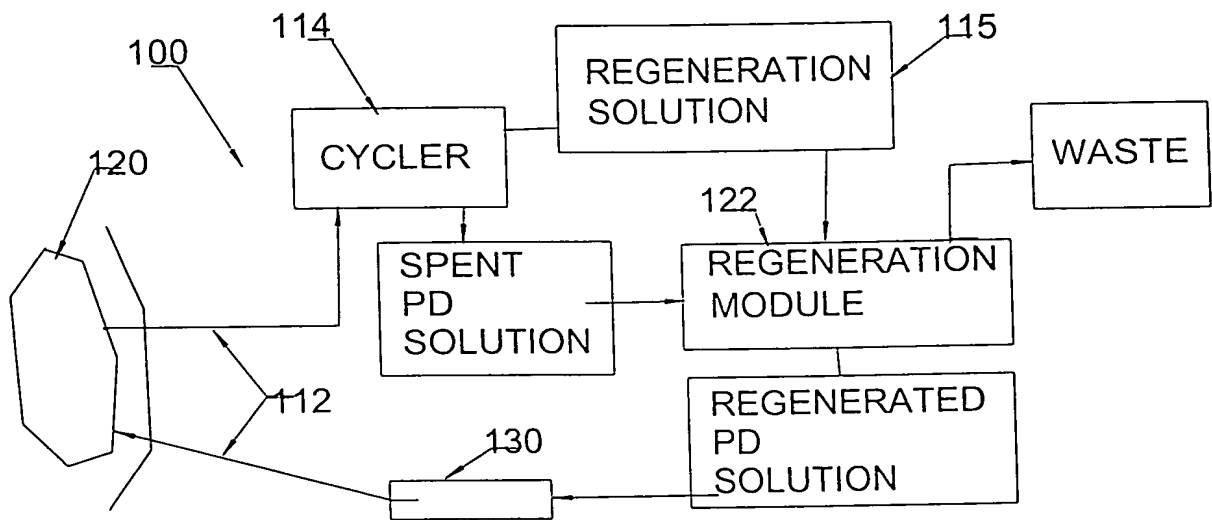 114
115
100
REGENERATION
SOLUTION
CYCLER
WASTE
120
122
SPENT
PD
SOLUTION
REGENERATION
MODULE
112
REGENERATED
PD
SOLUTION
130